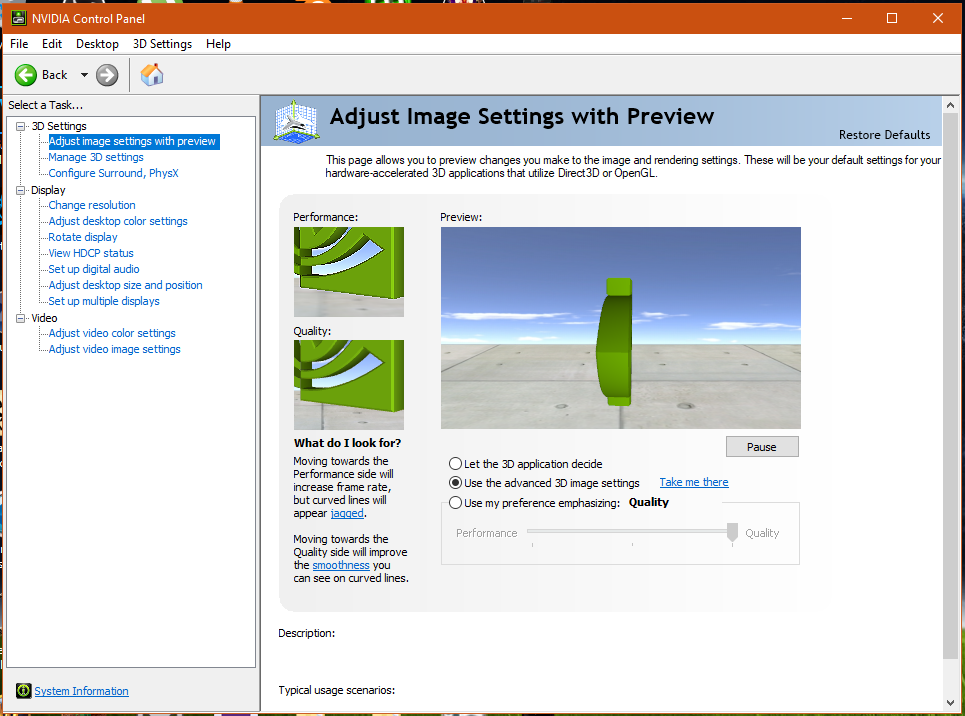 NVIDIA Control Panel
File Edit Desktop 3D Settings Help
Back
Select a Task...
3D Settings
Adjust image settings with preview
Manage 3D settings
Configure Surround, PhysX
Display
Change resolution
Adjust desktop color settings
Rotate display
View HDCP status
Set up digital audio
Adjust desktop size and position
Set up multiple displays
Video
Adjust video color settings
Adjust video image settings
System Information
Adjust Image Settings with Preview
Restore Defaults
This page allows you to preview changes you make to the image and rendering settings. These will be your default settings for your
hardware-accelerated 3D applications that utilize Direct3D or OpenGL.
Performance:
Quality:
What do I look for?
Moving towards the
Performance side will
increase frame rate,
but curved lines will
appear jagged.
Moving towards the
Quality side will improve
the smoothness you
can see on curved lines.
Preview:
Pause
Let the 3D application decide
Use the advanced 3D image settings Take me there
Use my preference emphasizing: Quality
Performance Quality
Description:
Typical usage scenarios: